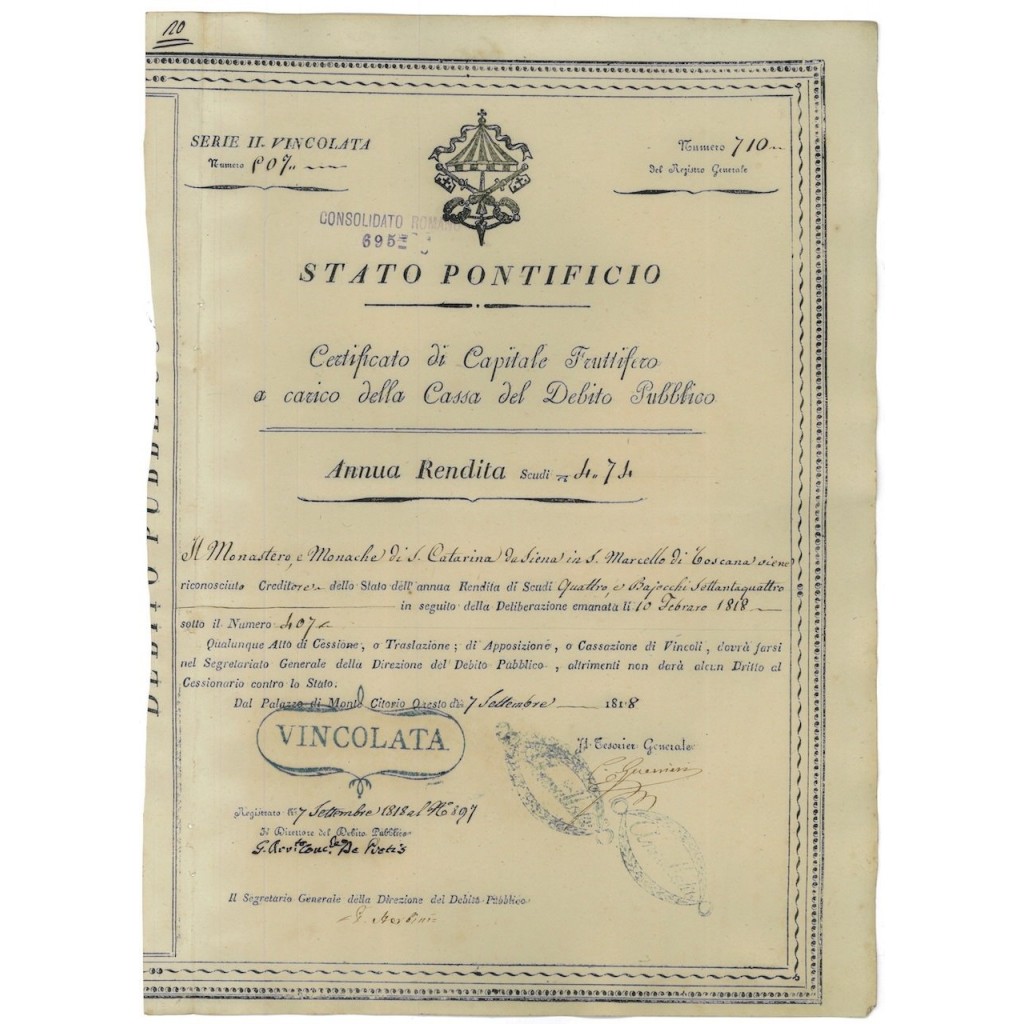 20
SERIE II. VINCOLATA
Numero 807
Numero 710
del Registro Generale
CONSOLIDATO ROMANO
695
STATO PONTIFICIO
Certificato di Capitale Fruttifero
a carico della Cassa del Debito Pubblico
Annua Rendita Scudi 4.74
Il Monastero, e Monache di S. Catarina da Siena in S. Marcello di Toscana viene
riconosciuto Creditore dello Stato dell'annua Rendita di Scudi Quattro, e Bajocchi Settantaquattro
in seguito della Deliberazione emanata li 10 Febraro 1818
sotto il Numero 407
Qualunque Atto di Cessione, o Traslazione; di Apposizione, o Cassazione di Vincoli, dovrà farsi
nel Segretariato Generale della Direzione del Debito Pubblico, altrimenti non darà alcun Dritto al
Cessionario contro lo Stato.
Dal Palazzo di Monte Citorio Questo dì 7 Settembre 1818
VINCOLATA
Il Tesorier Generale
Registrato li 7 Settembre 1818 al N.o 897
Il Direttore del Debito Pubblico
Il Segretario Generale della Direzione del Debito Pubblico
DEBITO PUBBLICO